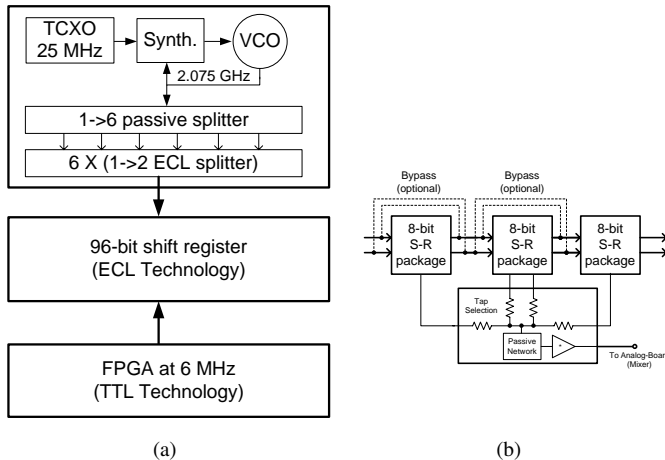 TCXO
25 MHz
Synth.
VCO
2.075 GHz
1->6 passive splitter
6 X (1->2 ECL splitter)
96-bit shift register
(ECL Technology)
FPGA at 6 MHz
(TTL Technology)
(a)
Bypass
(optional)
Bypass
(optional)
8-bit
S-R
package
8-bit
S-R
package
8-bit
S-R
package
Tap
Selection
Passive
Network
To Analog-Board
(Mixer)
(b)